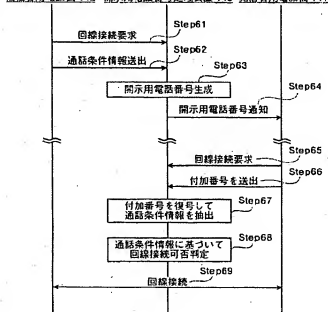 Step61
回線接続要求
Step62
通話条件情報送出
Step63
開示用電話番号生成
Step64
開示用電話番号通知
Step65
回線接続要求
Step66
付加番号を送出
Step67
付加番号を復号して
通話条件情報を抽出
Step68
通話条件情報に基づいて
回線接続可否判定
Step69
回線接続